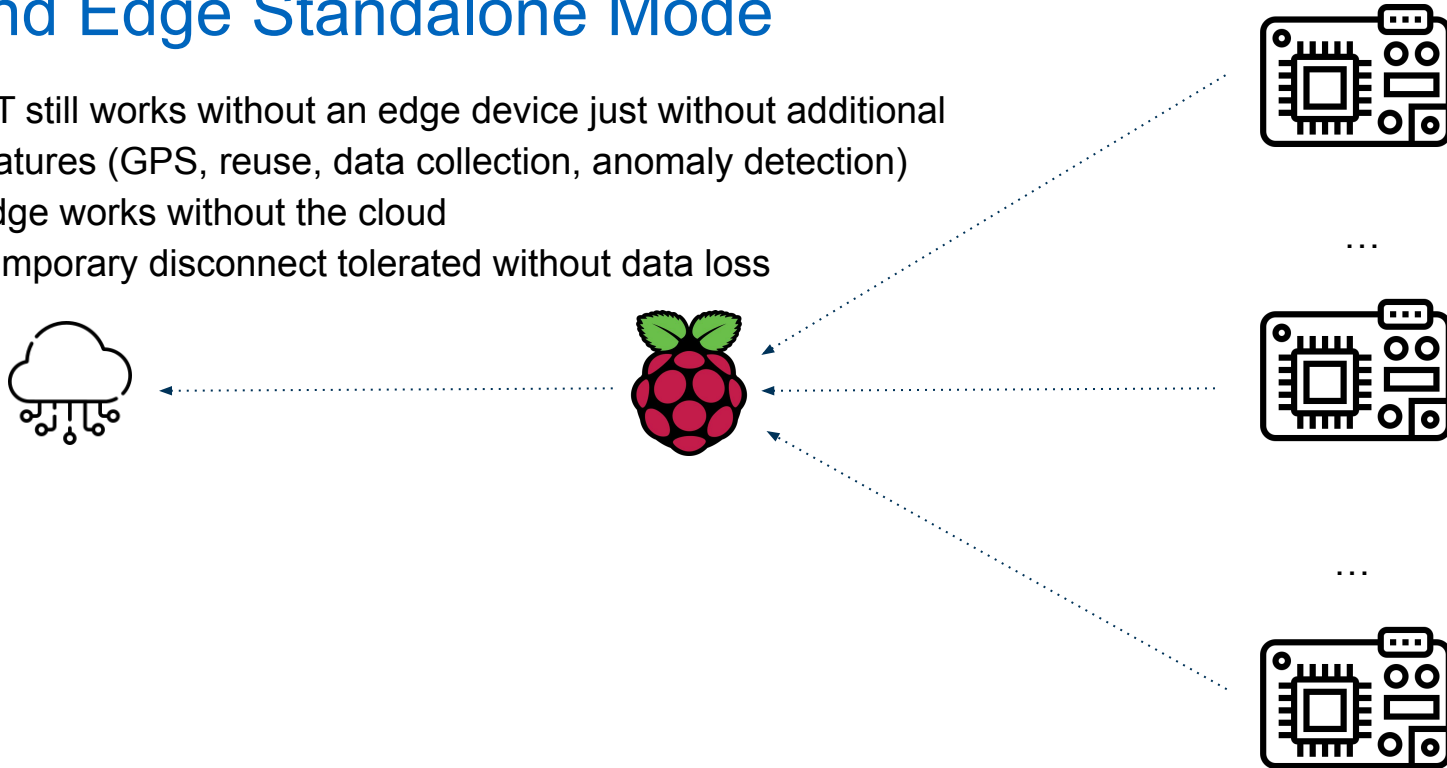 nd Edge Standalone Mode
T still works without an edge device just without additional
atures (GPS, reuse, data collection, anomaly detection)
dge works without the cloud
mporary disconnect tolerated without data loss
...
...